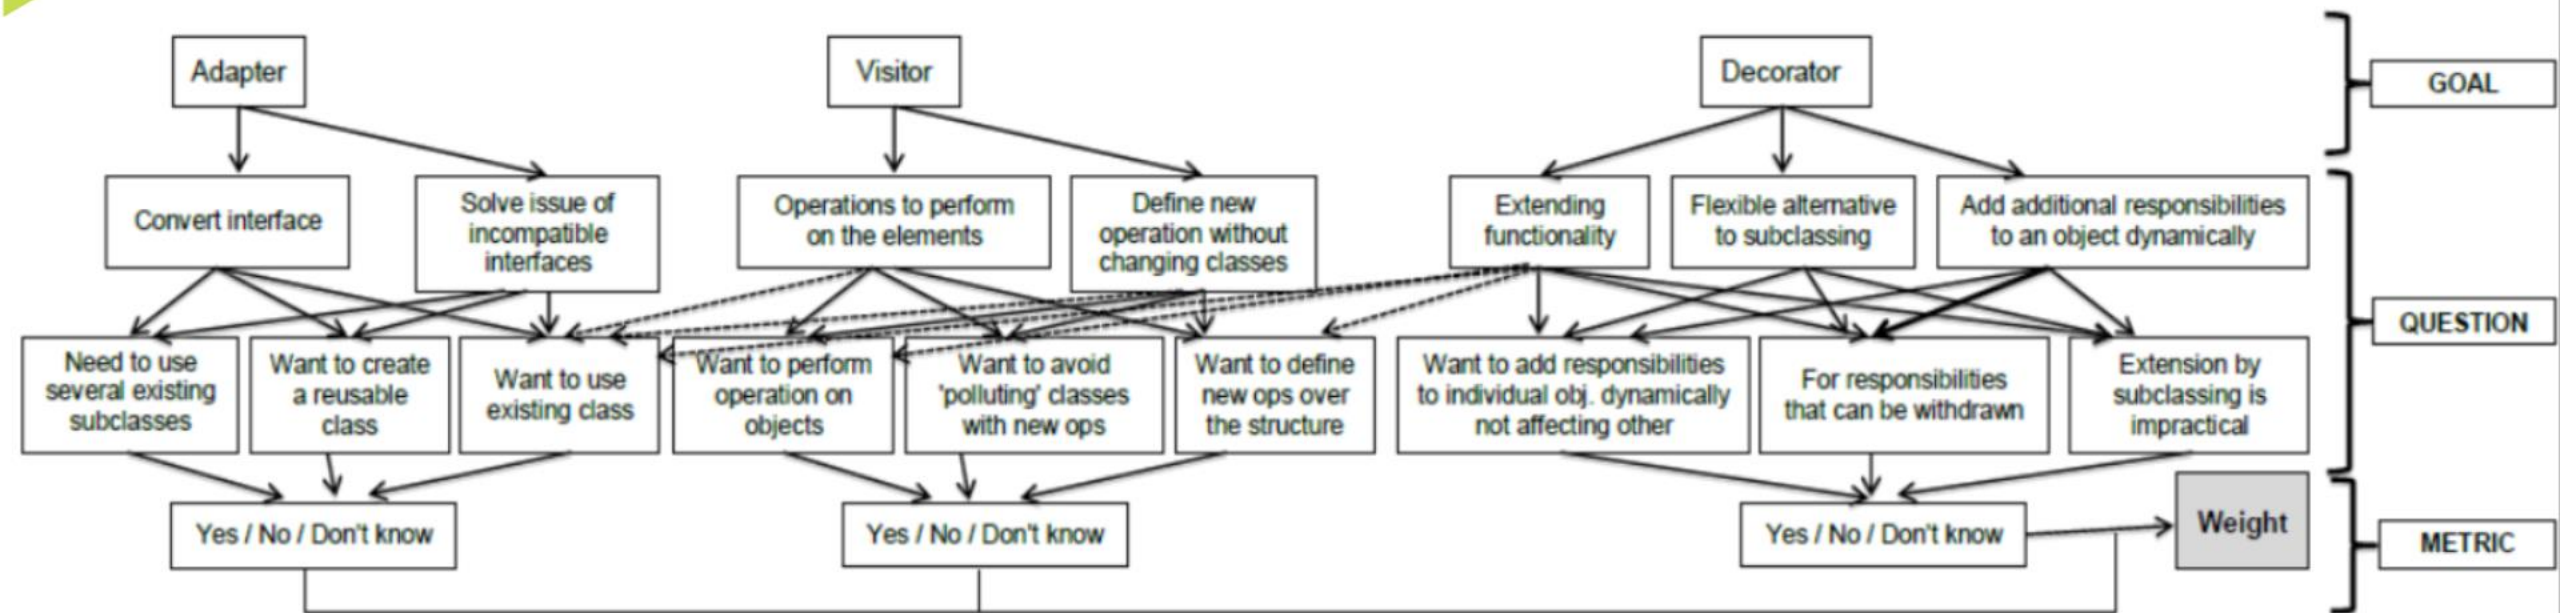 Adapter
Visitor
Decorator
GOAL
Convert interface
Solve issue of
incompatible
interfaces
Operations to perform
on the elements
Define new
operation without
changing classes
Extending
functionality
Flexible alternative
to subclassing
Add additional responsibilities
to an object dynamically
QUESTION
Need to use
several existing
subclasses
Want to create
a reusable
class
Want to use
existing class
Want to perform
operation on
objects
Want to avoid
'polluting' classes
with new ops
Want to define
new ops over
the structure
Want to add responsibilities
to individual obj. dynamically
not affecting other
For responsibilities
that can be withdrawn
Extension by
subclassing is
impractical
Yes / No / Don't know
Yes / No / Don't know
Yes / No / Don't know
Weight
METRIC